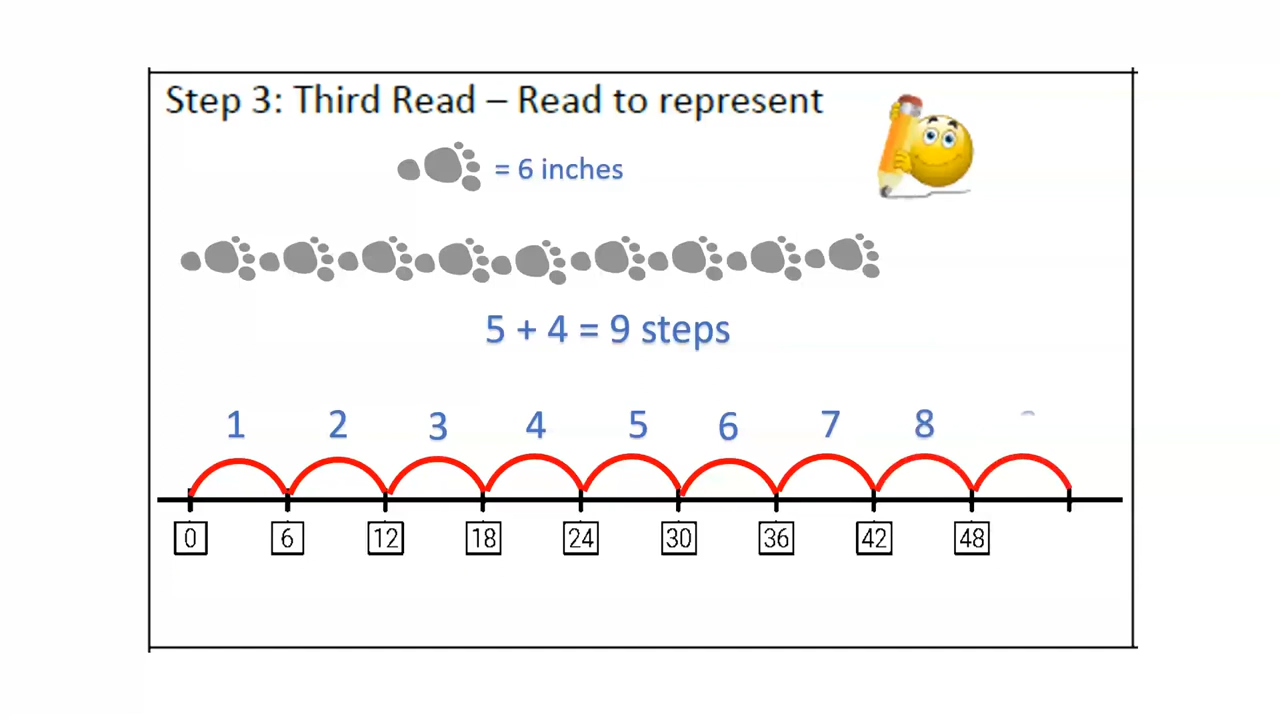 Step 3: Third Read – Read to represent
= 6 inches
5 + 4 = 9 steps
1 2 3 4 5 6 7 8
0 6 12 18 24 30 36 42 48